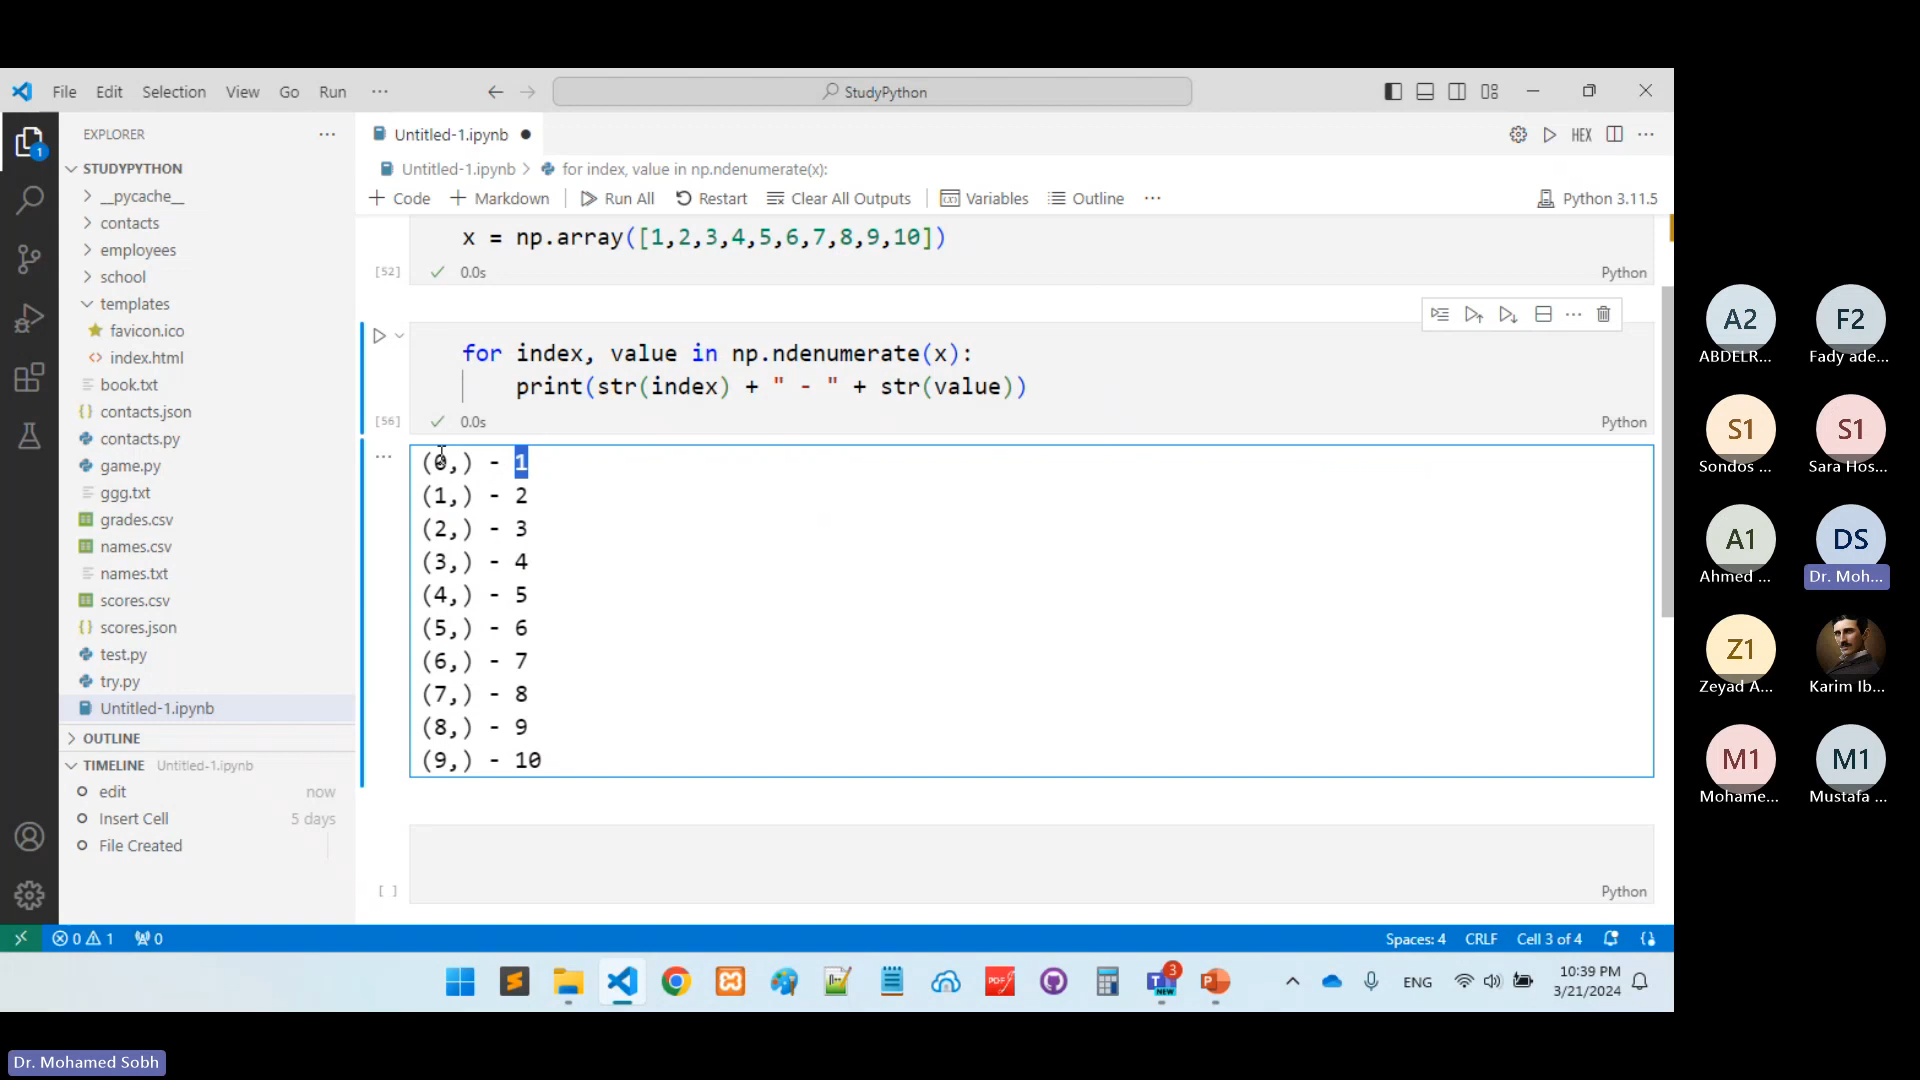 File Edit Selection View Go Run ···
StudyPython
EXPLORER
STUDYPYTHON
__pycache__
contacts
employees
school
templates
favicon.ico
index.html
book.txt
contacts.json
contacts.py
game.py
ggg.txt
grades.csv
names.csv
names.txt
scores.csv
scores.json
test.py
try.py
Untitled-1.ipynb
OUTLINE
TIMELINE Untitled-1.ipynb
edit now
Insert Cell 5 days
File Created
1
Untitled-1.ipynb
HEX
Untitled-1.ipynb > for index, value in np.ndenumerate(x):
+ Code + Markdown Run All Restart Clear All Outputs Variables Outline ··· Python 3.11.5
x = np.array([1,2,3,4,5,6,7,8,9,10])
[52] 0.0s Python
for index, value in np.ndenumerate(x):
print(str(index) + " - " + str(value))
[56] 0.0s Python
(0,) - 1
(1,) - 2
(2,) - 3
(3,) - 4
(4,) - 5
(5,) - 6
(6,) - 7
(7,) - 8
(8,) - 9
(9,) - 10
[ ] Python
0 1 0 Spaces: 4 CRLF Cell 3 of 4
3
NEW
PDF
ENG
10:39 PM
3/21/2024
A2
ABDELR...
F2
Fady ade...
S1
Sondos ...
S1
Sara Hos...
A1
Ahmed ...
DS
Dr. Moh...
Z1
Zeyad A...
Karim Ib...
M1
Mohame...
M1
Mustafa ...
Dr. Mohamed Sobh